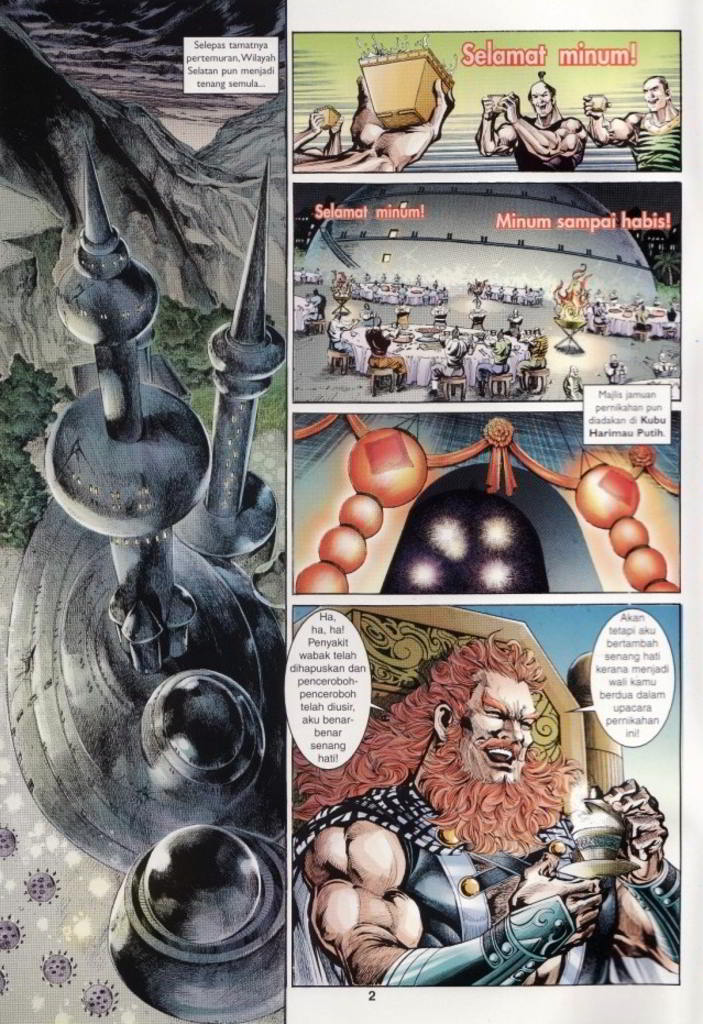 Selepas tamatnya
pertemuran, Wilayah
Selatan pun menjadi
tenang semula...
Selamat minum!
Selamat minum!
Minum sampai habis!
Majlis jamuan
pernikahan pun
diadakan di Kubu
Harimau Putih.
Ha,
ha, ha!
Penyakit
wabak telah
dihapuskan dan
penceroboh-
penceroboh
telah diusir,
aku benar-
benar
senang
hati!
Akan
tetapi aku
bertambah
senang hati
kerana menjadi
wali kamu
berdua dalam
upacara
pernikahan
ini!
2